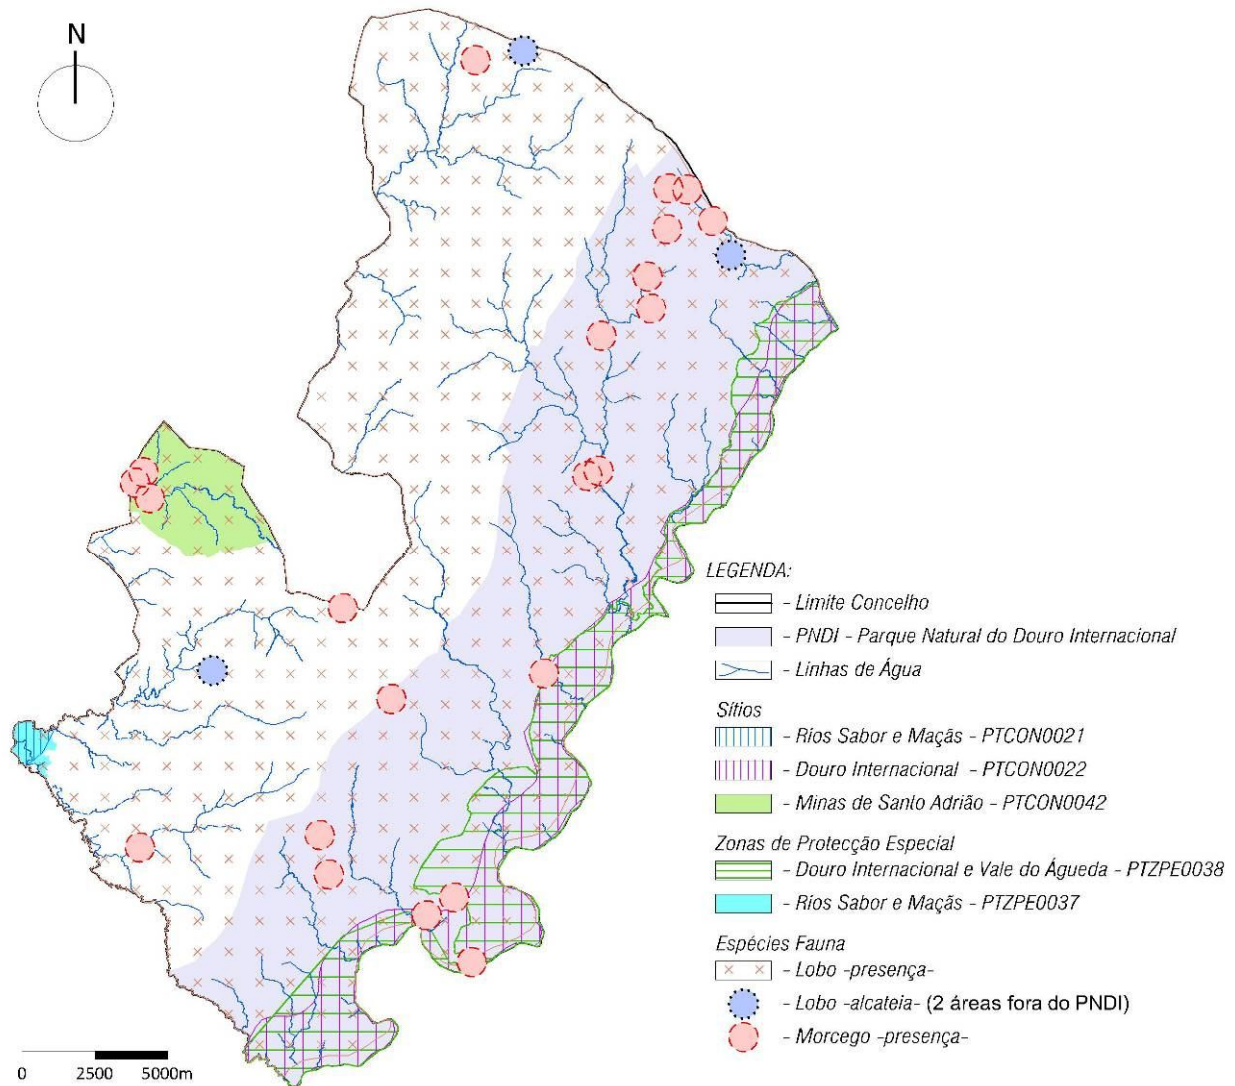 N
LEGENDA:
- Limite Concelho
- PNDI - Parque Natural do Douro Internacional
- Linhas de Água
Sítios
- Rios Sabor e Maçãs - PTCON0021
- Douro Internacional - PTCON0022
- Minas de Santo Adrião - PTCON0042
Zonas de Protecção Especial
- Douro Internacional e Vale do Águeda - PTZPE0038
- Rios Sabor e Maçãs - PTZPE0037
Espécies Fauna
- Lobo -presença-
- Lobo -alcateia- (2 áreas fora do PNDI)
- Morcego -presença-
0 2500 5000m